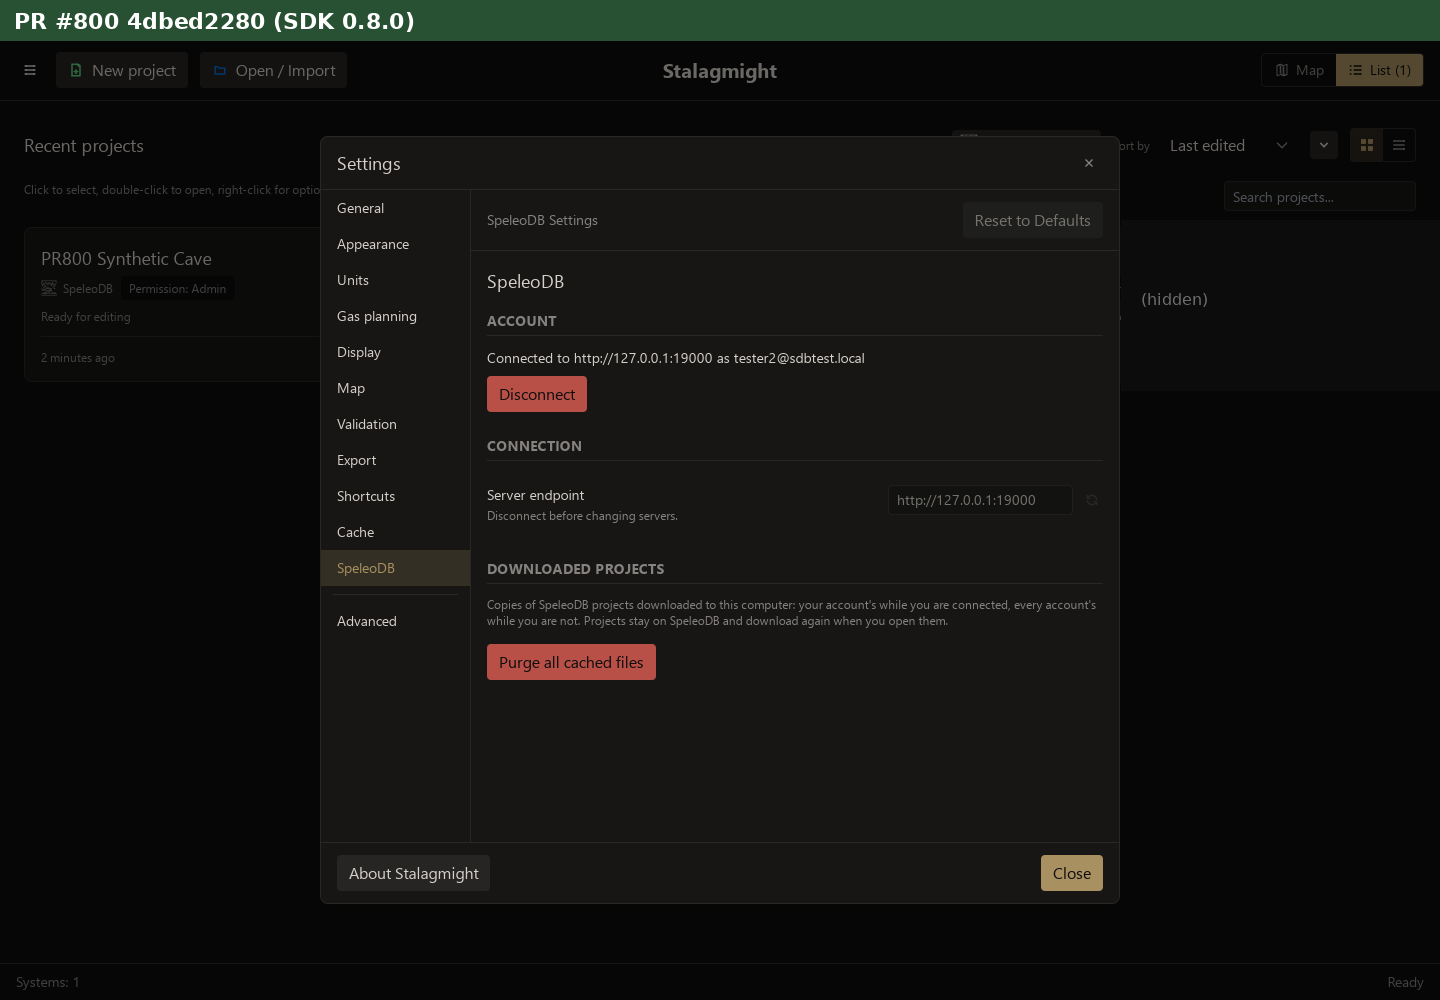 PR #800 4dbed2280 (SDK 0.8.0)
New project
Open / Import
Stalagmight
Map
List (1)
Recent projects
ort by
Last edited
Click to select, double-click to open, right-click for optio
Search projects...
PR800 Synthetic Cave
SpeleoDB
Permission: Admin
Ready for editing
2 minutes ago
(hidden)
Settings
×
General
Appearance
Units
Gas planning
Display
Map
Validation
Export
Shortcuts
Cache
SpeleoDB
Advanced
SpeleoDB Settings
Reset to Defaults
SpeleoDB
ACCOUNT
Connected to http://127.0.0.1:19000 as tester2@sdbtest.local
Disconnect
CONNECTION
Server endpoint
http://127.0.0.1:19000
Disconnect before changing servers.
DOWNLOADED PROJECTS
Copies of SpeleoDB projects downloaded to this computer: your account's while you are connected, every account's
while you are not. Projects stay on SpeleoDB and download again when you open them.
Purge all cached files
About Stalagmight
Close
Systems: 1
Ready